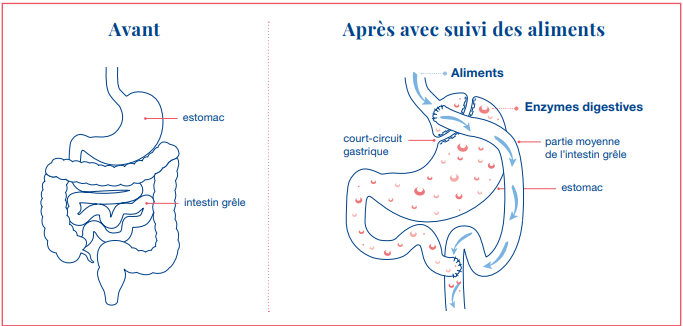 Avant
estomac
intestin grêle
Après avec suivi des aliments
Aliments
Enzymes digestives
court-circuit
gastrique
partie moyenne
de l'intestin grêle
estomac